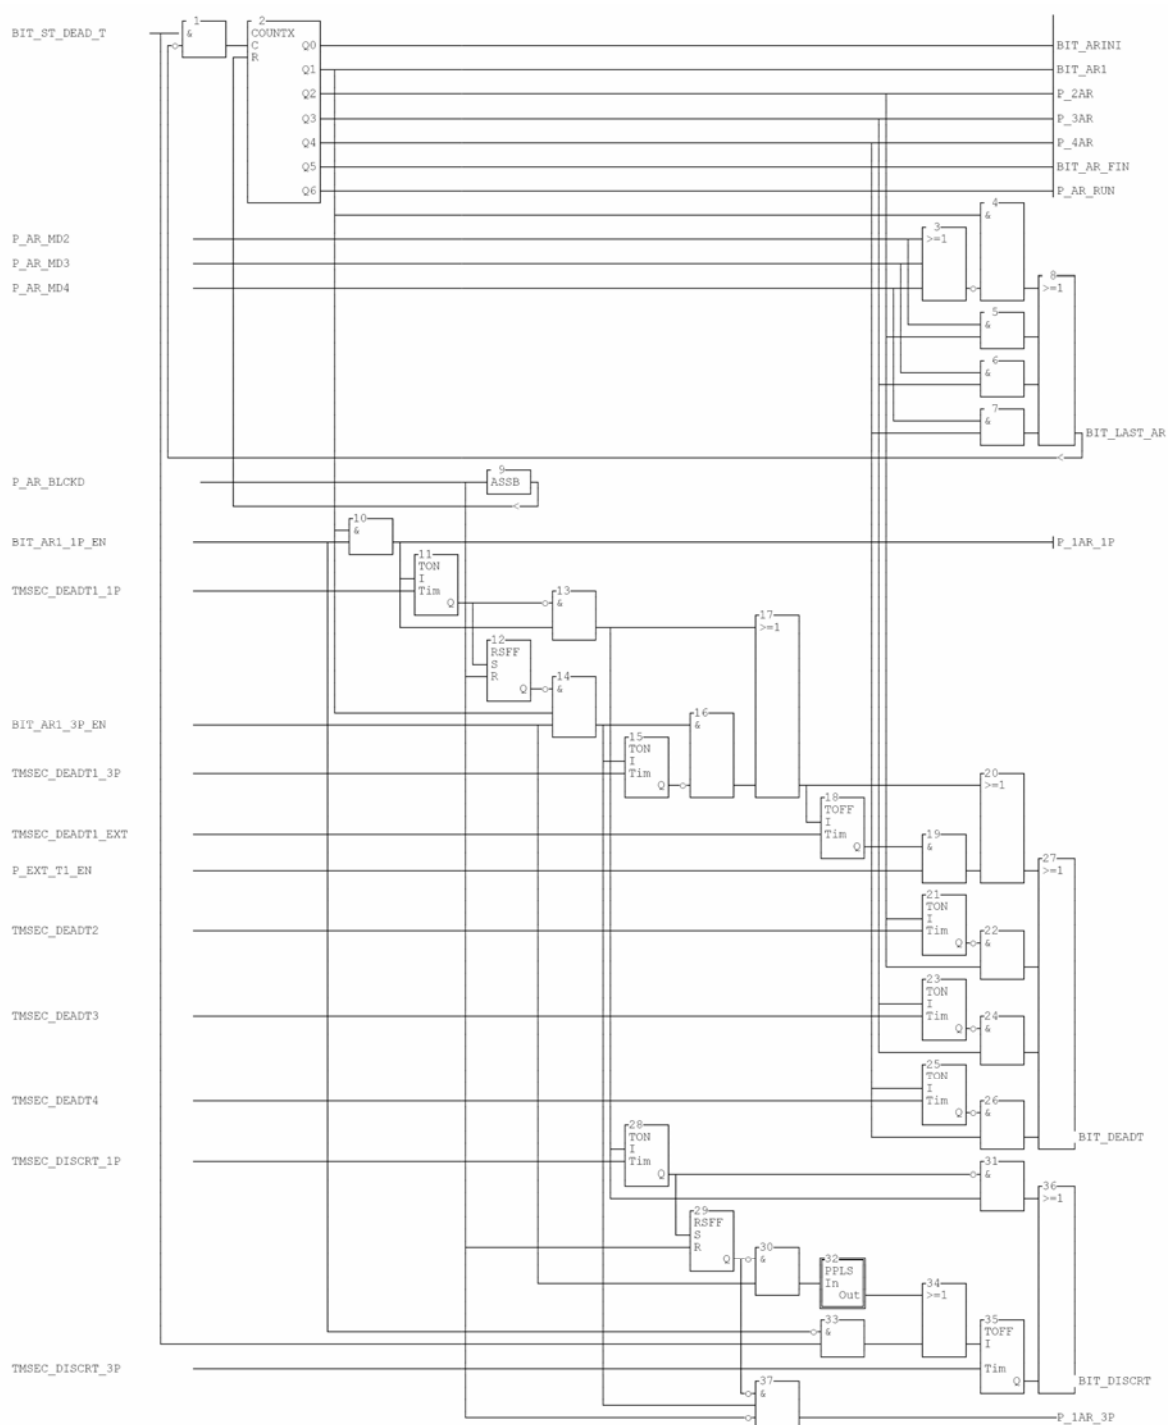 BIT_ST_DEAD_T
1
&
2
COUNTX
C
R
Q0
Q1
Q2
Q3
Q4
Q5
Q6
BIT_ARINI
BIT_AR1
P_2AR
P_3AR
P_4AR
BIT_AR_FIN
P_AR_RUN
P_AR_MD2
P_AR_MD3
P_AR_MD4
3
>=1
4
&
5
&
6
&
7
&
8
>=1
BIT_LAST_AR
P_AR_BLCKD
9
ASSB
BIT_AR1_1P_EN
10
&
P_1AR_1P
TMSEC_DEADT1_1P
11
TON
I
Tim
Q
12
RSFF
S
R
Q
13
&
14
&
BIT_AR1_3P_EN
TMSEC_DEADT1_3P
15
TON
I
Tim
Q
16
&
17
>=1
TMSEC_DEADT1_EXT
18
TOFF
I
Tim
Q
P_EXT_T1_EN
19
&
20
>=1
TMSEC_DEADT2
21
TON
I
Tim
Q
22
&
TMSEC_DEADT3
23
TON
I
Tim
Q
24
&
TMSEC_DEADT4
25
TON
I
Tim
Q
26
&
27
>=1
BIT_DEADT
TMSEC_DISCRT_1P
28
TON
I
Tim
Q
29
RSFF
S
R
Q
30
&
31
&
32
PPLS
In
Out
33
&
34
>=1
TMSEC_DISCRT_3P
35
TOFF
I
Tim
Q
36
>=1
BIT_DISCRT
37
&
P_1AR_3P